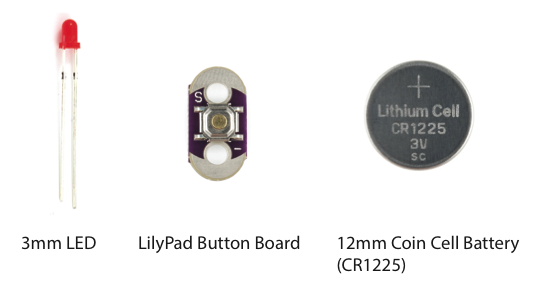 S
–
+
Lithium Cell
CR1225
3V
SC
3mm LED
LilyPad Button Board
12mm Coin Cell Battery
(CR1225)